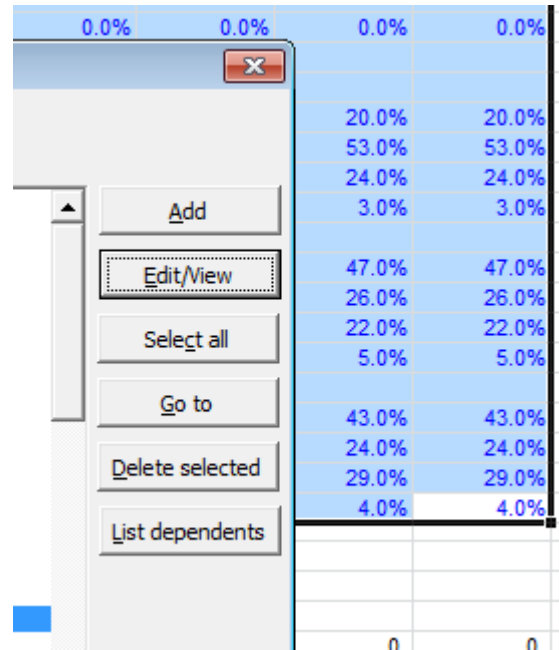 0.0% 0.0% 0.0% 0.0%
20.0% 20.0%
53.0% 53.0%
24.0% 24.0%
Add 3.0% 3.0%
Edit/View 47.0% 47.0%
26.0% 26.0%
Select all 22.0% 22.0%
5.0% 5.0%
Go to 43.0% 43.0%
24.0% 24.0%
Delete selected 29.0% 29.0%
4.0% 4.0%
List dependents
0 0